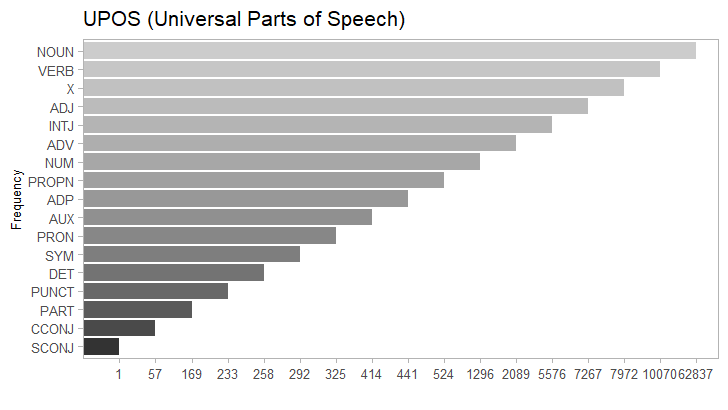 UPOS (Universal Parts of Speech)
Frequency
NOUN
VERB
X
ADJ
INTJ
ADV
NUM
PROPN
ADP
AUX
PRON
SYM
DET
PUNCT
PART
CCONJ
SCONJ
1 57 169 233 258 292 325 414 441 524 1296 2089 5576 7267 7972 10070 62837